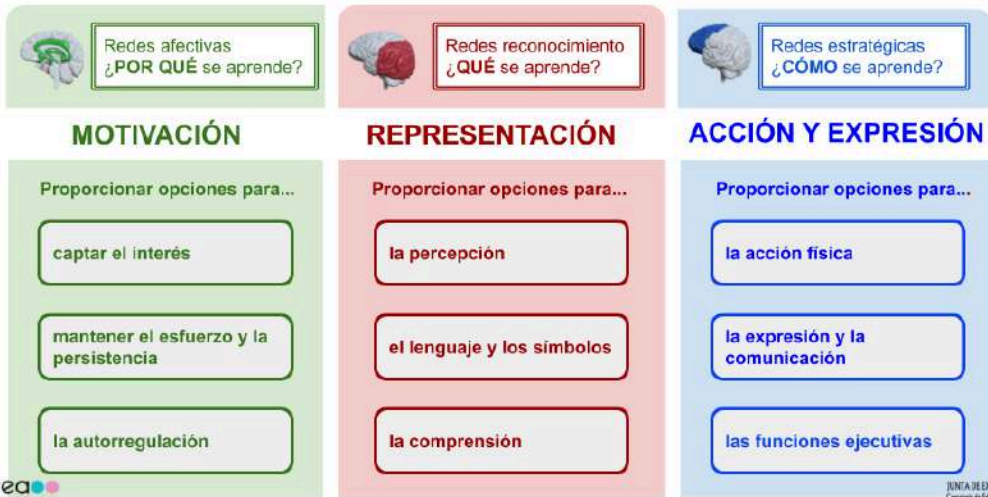 Redes afectivas
¿POR QUÉ se aprende?
MOTIVACIÓN
Proporcionar opciones para...
captar el interés
mantener el esfuerzo y la
persistencia
la autorregulación
Redes reconocimiento
¿QUÉ se aprende?
REPRESENTACIÓN
Proporcionar opciones para...
la percepción
el lenguaje y los símbolos
la comprensión
Redes estratégicas
¿CÓMO se aprende?
ACCIÓN Y EXPRESIÓN
Proporcionar opciones para...
la acción física
la expresión y la
comunicación
las funciones ejecutivas
ea